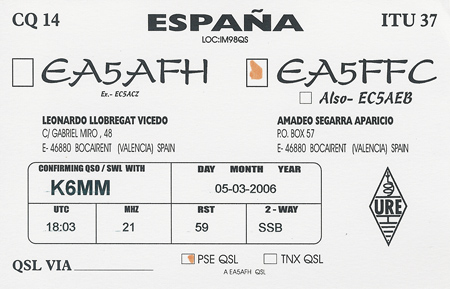 CQ 14 ESPAÑA ITU 37
LOC:IM98QS
EA5AFH EA5FFC
Ex.- EC5ACZ Also- EC5AEB
LEONARDO LLOBREGAT VICEDO AMADEO SEGARRA APARICIO
C/ GABRIEL MIRO , 48 P.O. BOX 57
E- 46880 BOCAIRENT (VALENCIA) SPAIN E- 46880 BOCAIRENT (VALENCIA) SPAIN
CONFIRMING QSO / SWL WITH DAY MONTH YEAR
K6MM 05-03-2006
UTC MHZ RST 2 - WAY
18:03 21 59 SSB
URE
QSL VIA PSE QSL TNX QSL
A EA5AFH QSL